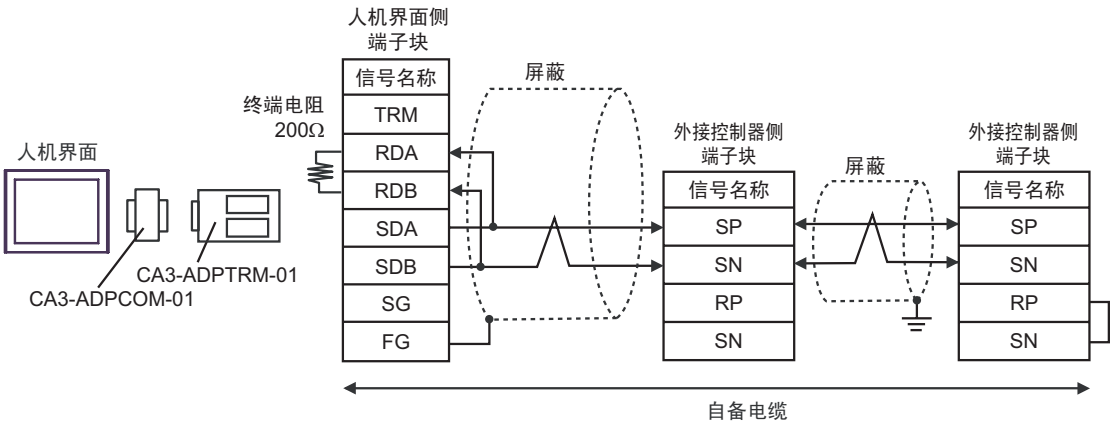 人机界面
CA3-ADPCOM-01
CA3-ADPTRM-01
终端电阻
200Ω
人机界面侧
端子块
信号名称
TRM
RDA
RDB
SDA
SDB
SG
FG
屏蔽
外接控制器侧
端子块
信号名称
SP
SN
RP
SN
屏蔽
外接控制器侧
端子块
信号名称
SP
SN
RP
SN
自备电缆